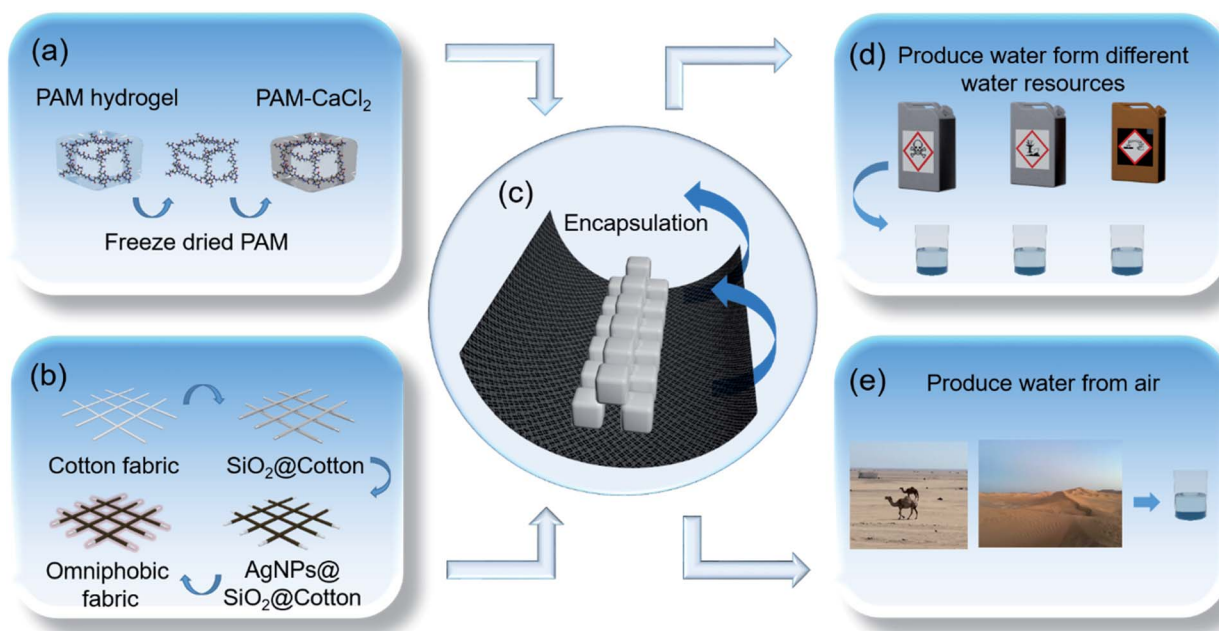 (a)
PAM hydrogel
PAM-CaCl₂
Freeze dried PAM
(b)
Cotton fabric
SiO₂@Cotton
Omniphobic
fabric
AgNPs@
SiO₂@Cotton
(c)
Encapsulation
(d)
Produce water form different
water resources
(e)
Produce water from air